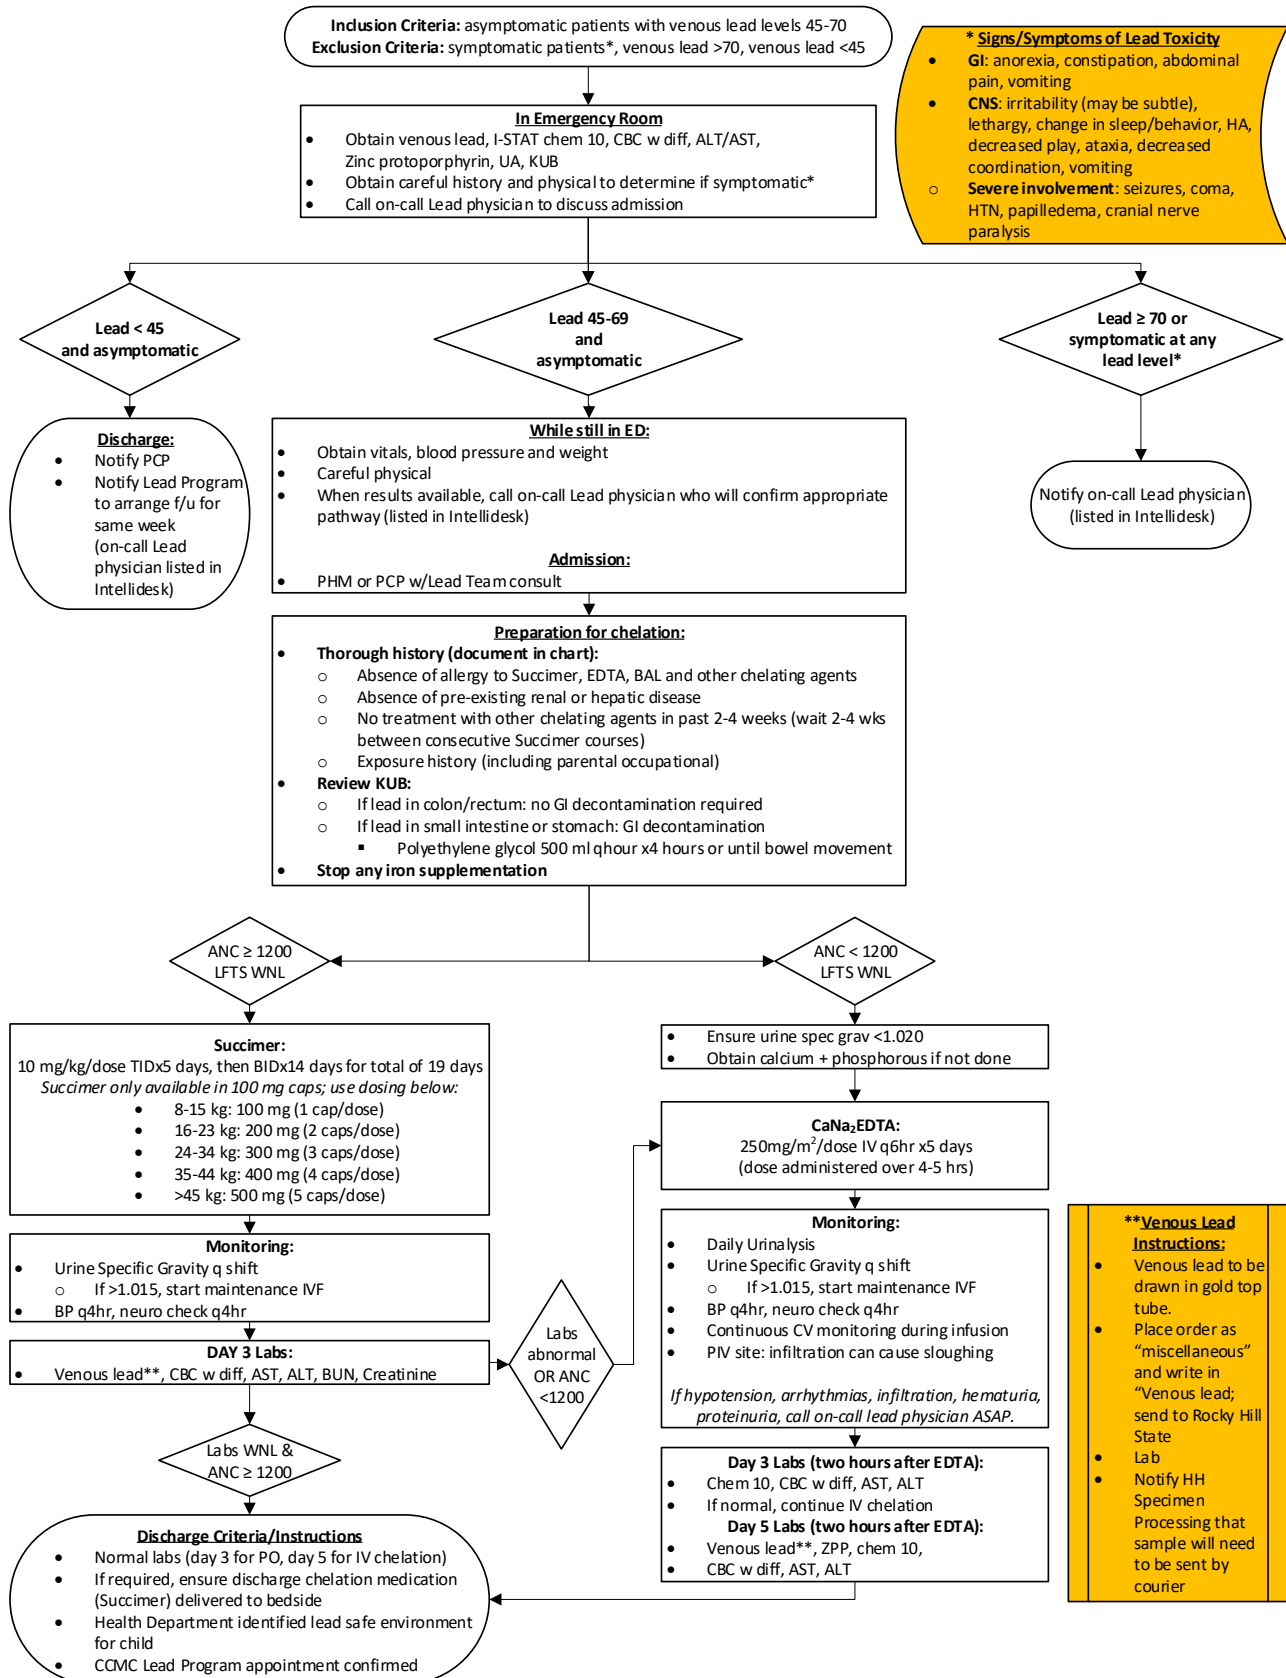 Inclusion Criteria: asymptomatic patients with venous lead levels 45-70
Exclusion Criteria: symptomatic patients*, venous lead >70, venous lead <45
* Signs/Symptoms of Lead Toxicity
• GI: anorexia, constipation, abdominal
pain, vomiting
• CNS: irritability (may be subtle),
lethargy, change in sleep/behavior, HA,
decreased play, ataxia, decreased
coordination, vomiting
o Severe involvement: seizures, coma,
HTN, papilledema, cranial nerve
paralysis
In Emergency Room
• Obtain venous lead, I-STAT chem 10, CBC w diff, ALT/AST,
Zinc protoporphyrin, UA, KUB
• Obtain careful history and physical to determine if symptomatic*
• Call on-call Lead physician to discuss admission
Lead < 45
and asymptomatic
Lead 45-69
and
asymptomatic
Lead ≥ 70 or
symptomatic at any
lead level*
Discharge:
• Notify PCP
• Notify Lead Program
to arrange f/u for
same week
(on-call Lead
physician listed in
Intellidesk)
While still in ED:
• Obtain vitals, blood pressure and weight
• Careful physical
• When results available, call on-call Lead physician who will confirm appropriate
pathway (listed in Intellidesk)
Admission:
• PHM or PCP w/Lead Team consult
Notify on-call Lead physician
(listed in Intellidesk)
Preparation for chelation:
• Thorough history (document in chart):
o Absence of allergy to Succimer, EDTA, BAL and other chelating agents
o Absence of pre-existing renal or hepatic disease
o No treatment with other chelating agents in past 2-4 weeks (wait 2-4 wks
between consecutive Succimer courses)
o Exposure history (including parental occupational)
• Review KUB:
o If lead in colon/rectum: no GI decontamination required
o If lead in small intestine or stomach: GI decontamination
▪ Polyethylene glycol 500 ml qhour x4 hours or until bowel movement
• Stop any iron supplementation
ANC ≥ 1200
LFTS WNL
ANC < 1200
LFTS WNL
Succimer:
10 mg/kg/dose TIDx5 days, then BIDx14 days for total of 19 days
Succimer only available in 100 mg caps; use dosing below:
• 8-15 kg: 100 mg (1 cap/dose)
• 16-23 kg: 200 mg (2 caps/dose)
• 24-34 kg: 300 mg (3 caps/dose)
• 35-44 kg: 400 mg (4 caps/dose)
• >45 kg: 500 mg (5 caps/dose)
• Ensure urine spec grav <1.020
• Obtain calcium + phosphorous if not done
CaNa₂EDTA:
250mg/m²/dose IV q6hr x5 days
(dose administered over 4-5 hrs)
Monitoring:
• Urine Specific Gravity q shift
o If >1.015, start maintenance IVF
• BP q4hr, neuro check q4hr
Monitoring:
• Daily Urinalysis
• Urine Specific Gravity q shift
o If >1.015, start maintenance IVF
• BP q4hr, neuro check q4hr
• Continuous CV monitoring during infusion
• PIV site: infiltration can cause sloughing
If hypotension, arrhythmias, infiltration, hematuria,
proteinuria, call on-call lead physician ASAP.
DAY 3 Labs:
• Venous lead**, CBC w diff, AST, ALT, BUN, Creatinine
Labs
abnormal
OR ANC
<1200
Labs WNL &
ANC ≥ 1200
Day 3 Labs (two hours after EDTA):
• Chem 10, CBC w diff, AST, ALT
• If normal, continue IV chelation
Day 5 Labs (two hours after EDTA):
• Venous lead**, ZPP, chem 10,
• CBC w diff, AST, ALT
**Venous Lead
Instructions:
• Venous lead to be
drawn in gold top
tube.
• Place order as
“miscellaneous”
and write in
“Venous lead;
send to Rocky Hill
State
• Lab
• Notify HH
Specimen
Processing that
sample will need
to be sent by
courier
Discharge Criteria/Instructions
• Normal labs (day 3 for PO, day 5 for IV chelation)
• If required, ensure discharge chelation medication
(Succimer) delivered to bedside
• Health Department identified lead safe environment
for child
• CCMC Lead Program appointment confirmed